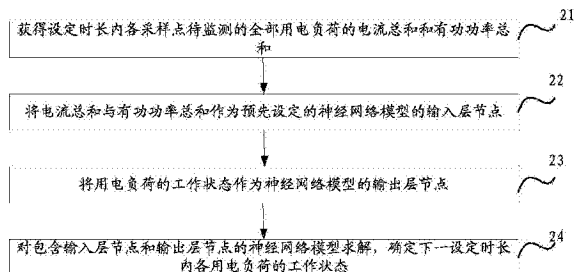 21
获得设定时长内各采样点待监测的全部用电负荷的电流总和和有功功率总
和
22
将电流总和与有功功率总和作为预先设定的神经网络模型的输入层节点
23
将用电负荷的工作状态作为神经网络模型的输出层节点
24
对包含输入层节点和输出层节点的神经网络模型求解，确定下一设定时长
内各用电负荷的工作状态